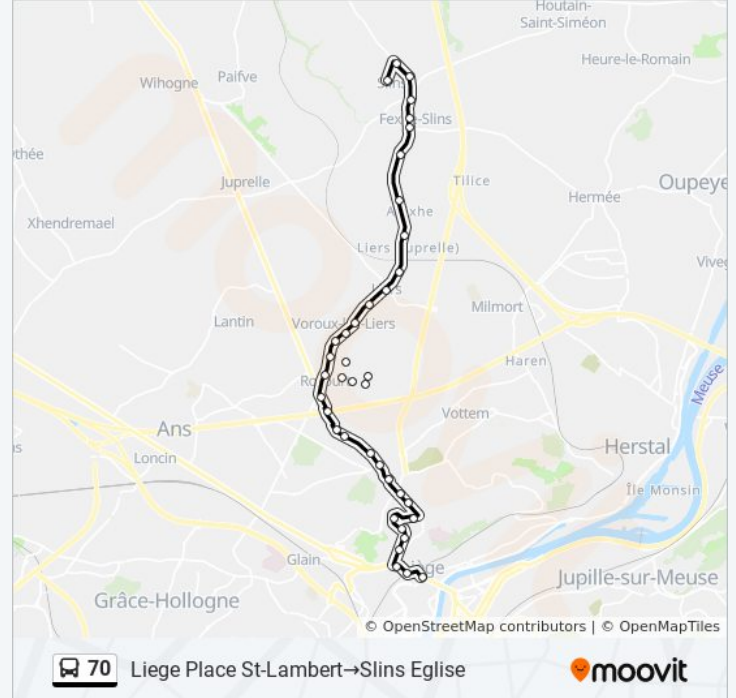 Houtain-
Saint-Siméon
Heure-le-Romain
Wihogne
Paifve
Slins
Fexhe-Slins
thée
Juprelle
Tilice
Oupeye
Hermée
Xhendremael
Liers (Juprelle)
Vive
Milmort
Lantin
Voroux-lez-Liers
Haren
Meuse
Ans
Vottem
Loncin
Herstal
Île Monsin
Glain
Jupille-sur-Meuse
Grâce-Hollogne
© OpenStreetMap contributors | © OpenMapTiles
70 Liege Place St-Lambert→Slins Eglise
moovit